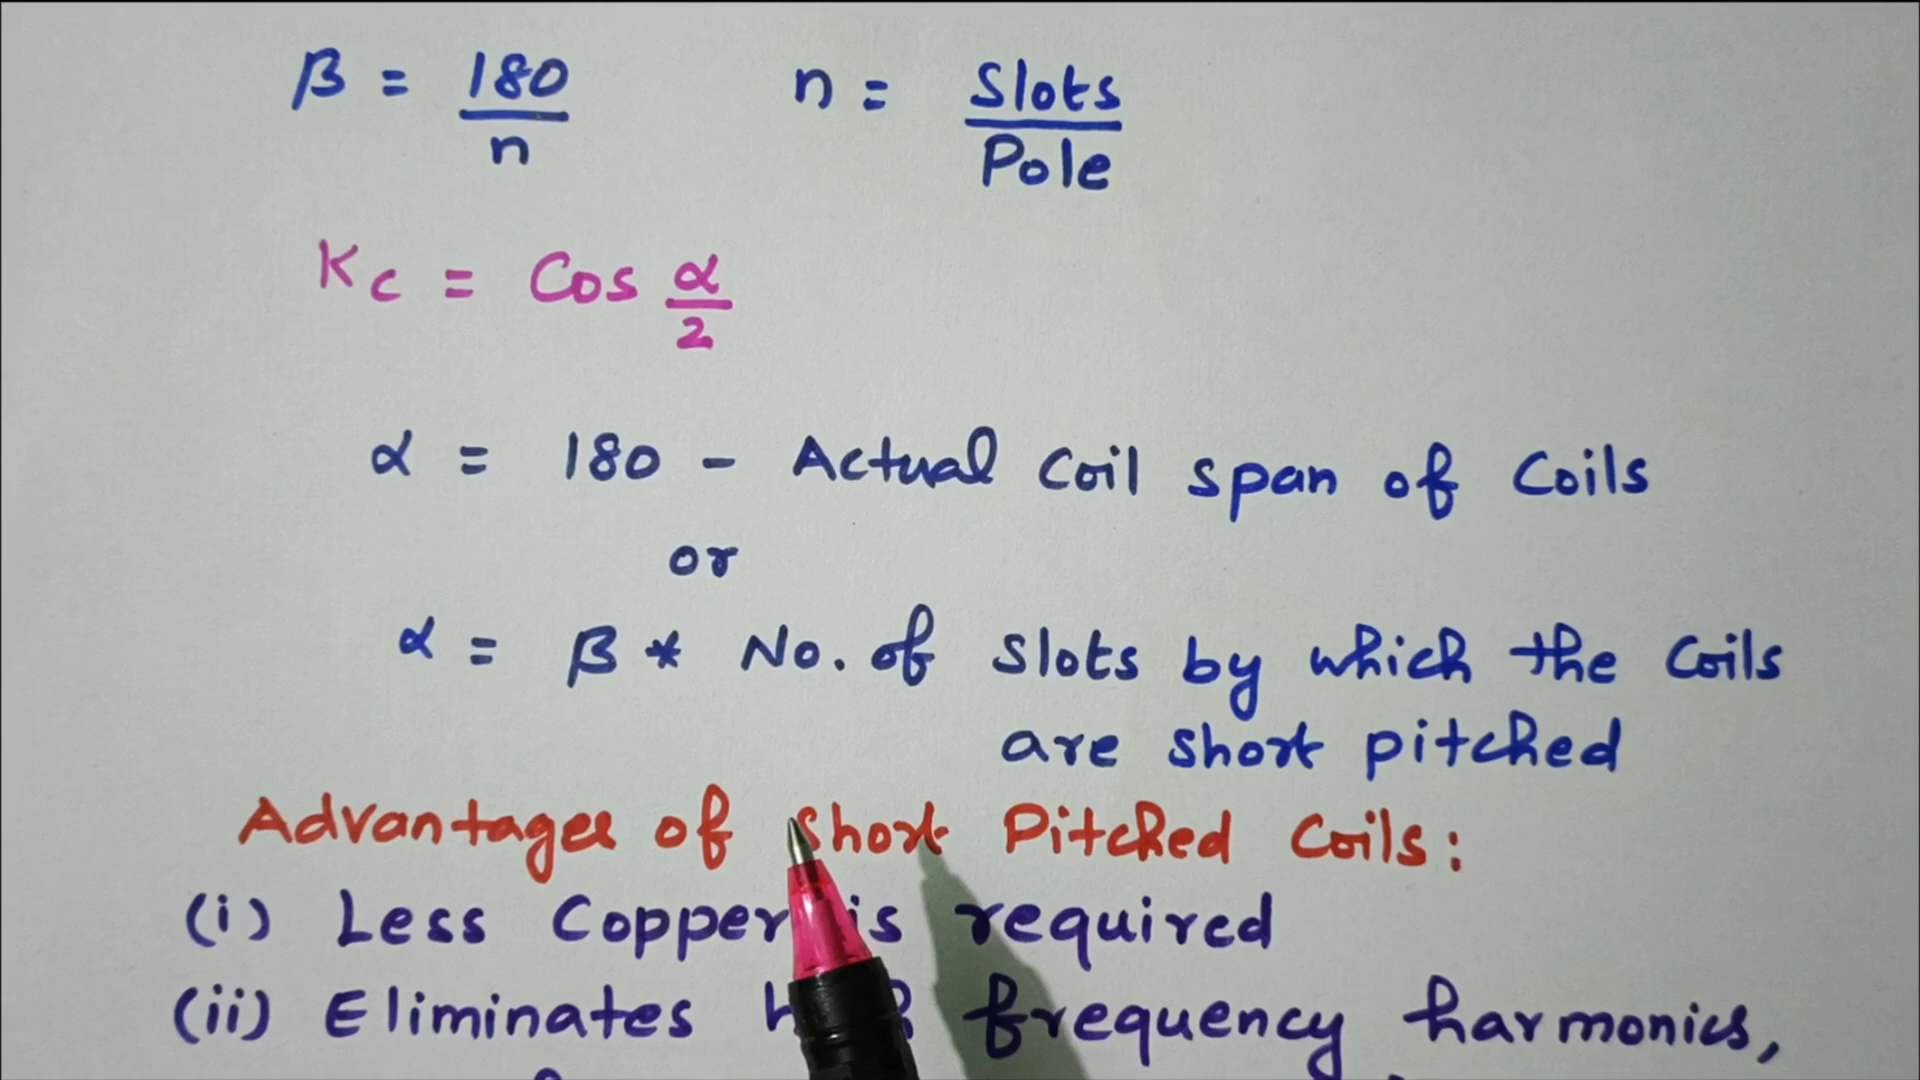 β = 180/n n = Slots/Pole
Kc = Cos α/2
α = 180 - Actual Coil span of Coils
or
α = β * No. of slots by which the Coils
are short pitched
Advantages of Short Pitched Coils:
(i) Less Copper is required
(ii) Eliminates frequency harmonics,